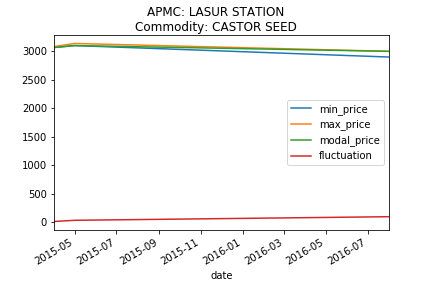 APMC: LASUR STATION
Commodity: CASTOR SEED
3000
2500
2000
1500
1000
500
0
min_price
max_price
modal_price
fluctuation
2015-05
2015-07
2015-09
2015-11
2016-01
2016-03
2016-05
2016-07
date